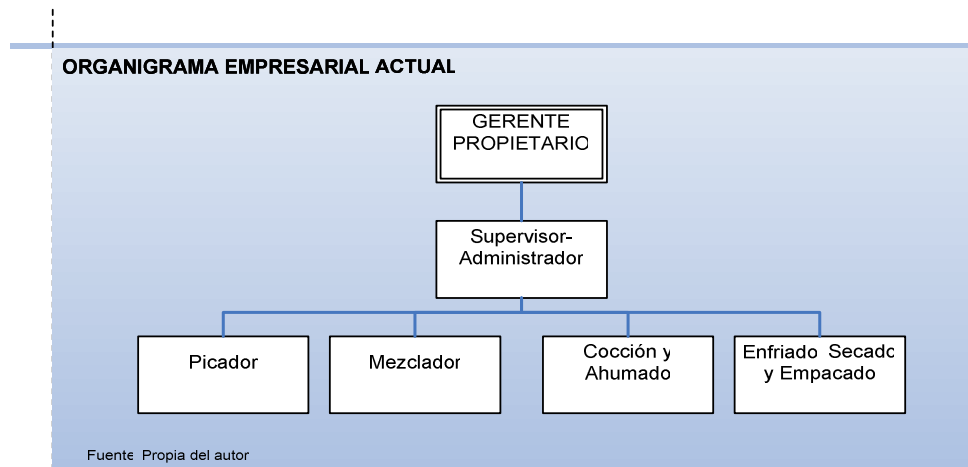 ORGANIGRAMA EMPRESARIAL ACTUAL
GERENTE
PROPIETARIO
Supervisor-
Administrador
Picador
Mezclador
Cocción y
Ahumado
Enfriado Secado
y Empacado
Fuente Propia del autor